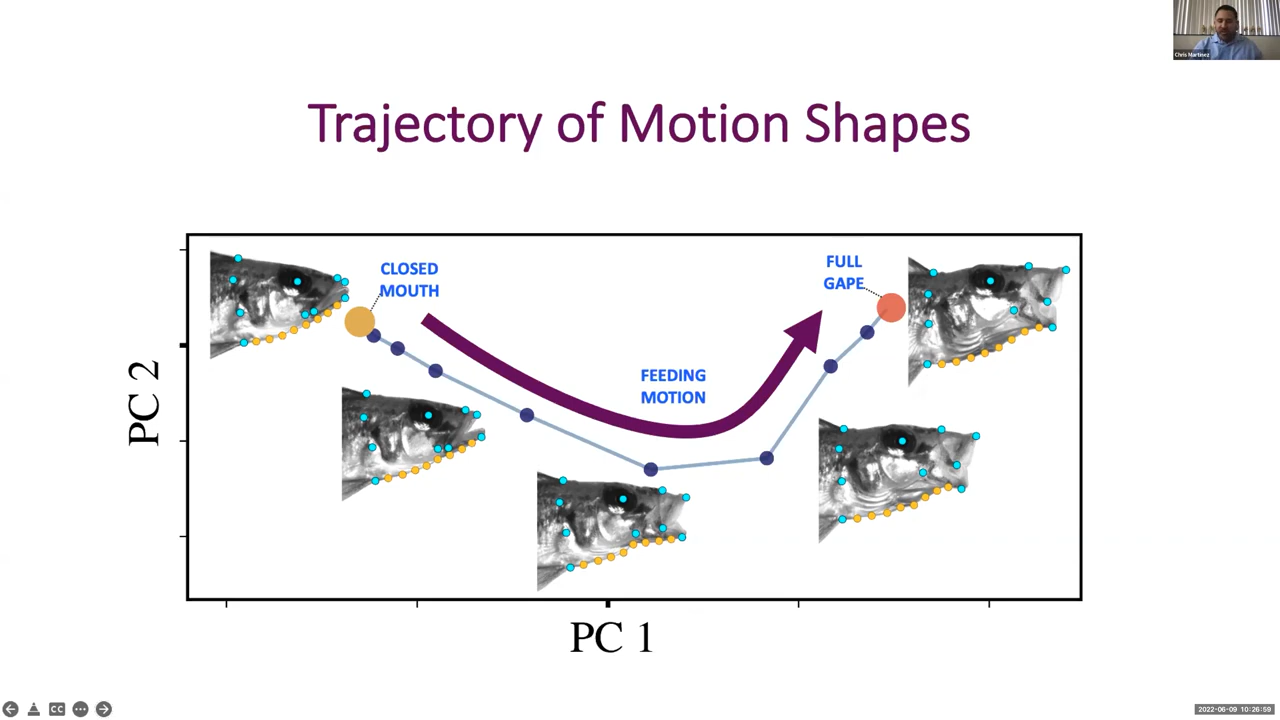 Chris Martinez
Trajectory of Motion Shapes
CLOSED
MOUTH
FULL
GAPE
FEEDING
MOTION
PC 2
PC 1
CC
2022-06-09 10:26:59